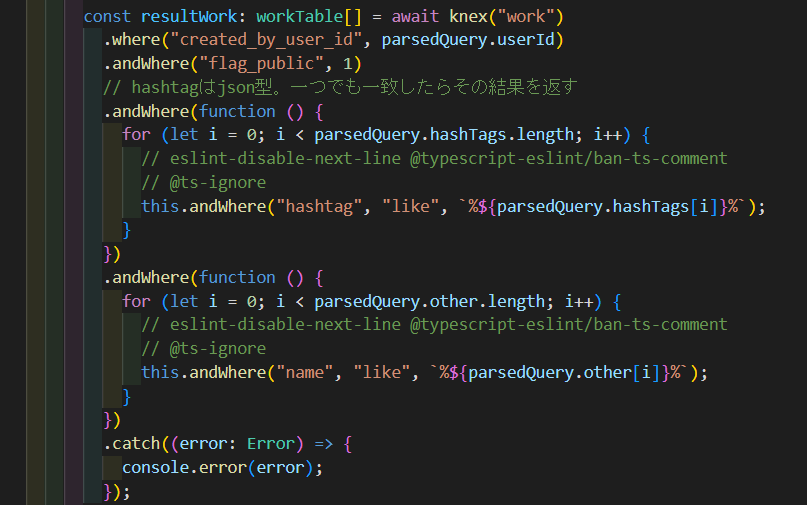 const resultWork: workTable[] = await knex("work")
.where("created_by_user_id", parsedQuery.userId)
.andWhere("flag_public", 1)
// hashtagはjson型。一つでも一致したらその結果を返す
.andWhere(function () {
for (let i = 0; i < parsedQuery.hashTags.length; i++) {
// eslint-disable-next-line @typescript-eslint/ban-ts-comment
// @ts-ignore
this.andWhere("hashtag", "like", `%${parsedQuery.hashTags[i]}%`);
}
})
.andWhere(function () {
for (let i = 0; i < parsedQuery.other.length; i++) {
// eslint-disable-next-line @typescript-eslint/ban-ts-comment
// @ts-ignore
this.andWhere("name", "like", `%${parsedQuery.other[i]}%`);
}
})
.catch((error: Error) => {
console.error(error);
});